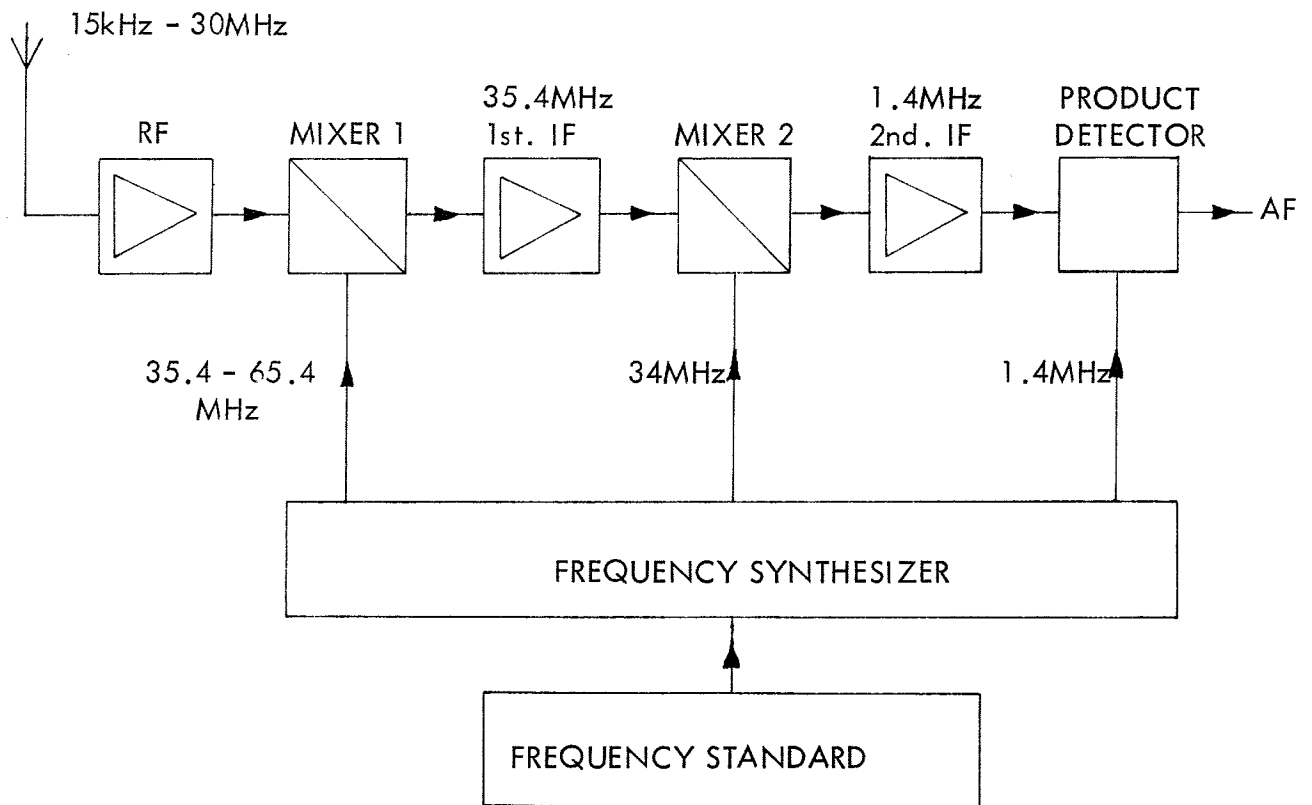 15kHz - 30MHz
RF
MIXER 1
35.4MHz
1st. IF
MIXER 2
1.4MHz
2nd. IF
PRODUCT
DETECTOR
AF
35.4 - 65.4
MHz
34MHz
1.4MHz
FREQUENCY SYNTHESIZER
FREQUENCY STANDARD